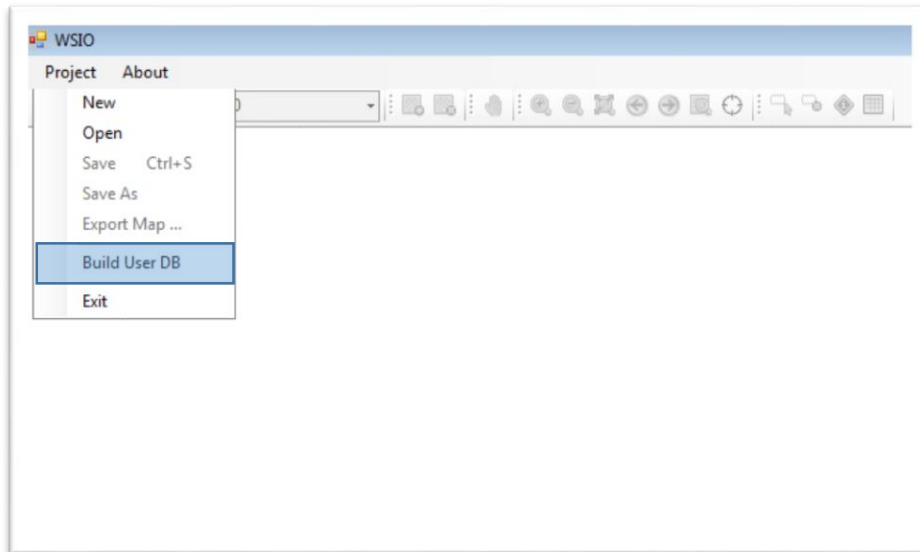 WSIO
Project About
New
Open
Save Ctrl+S
Save As
Export Map ...
Build User DB
Exit